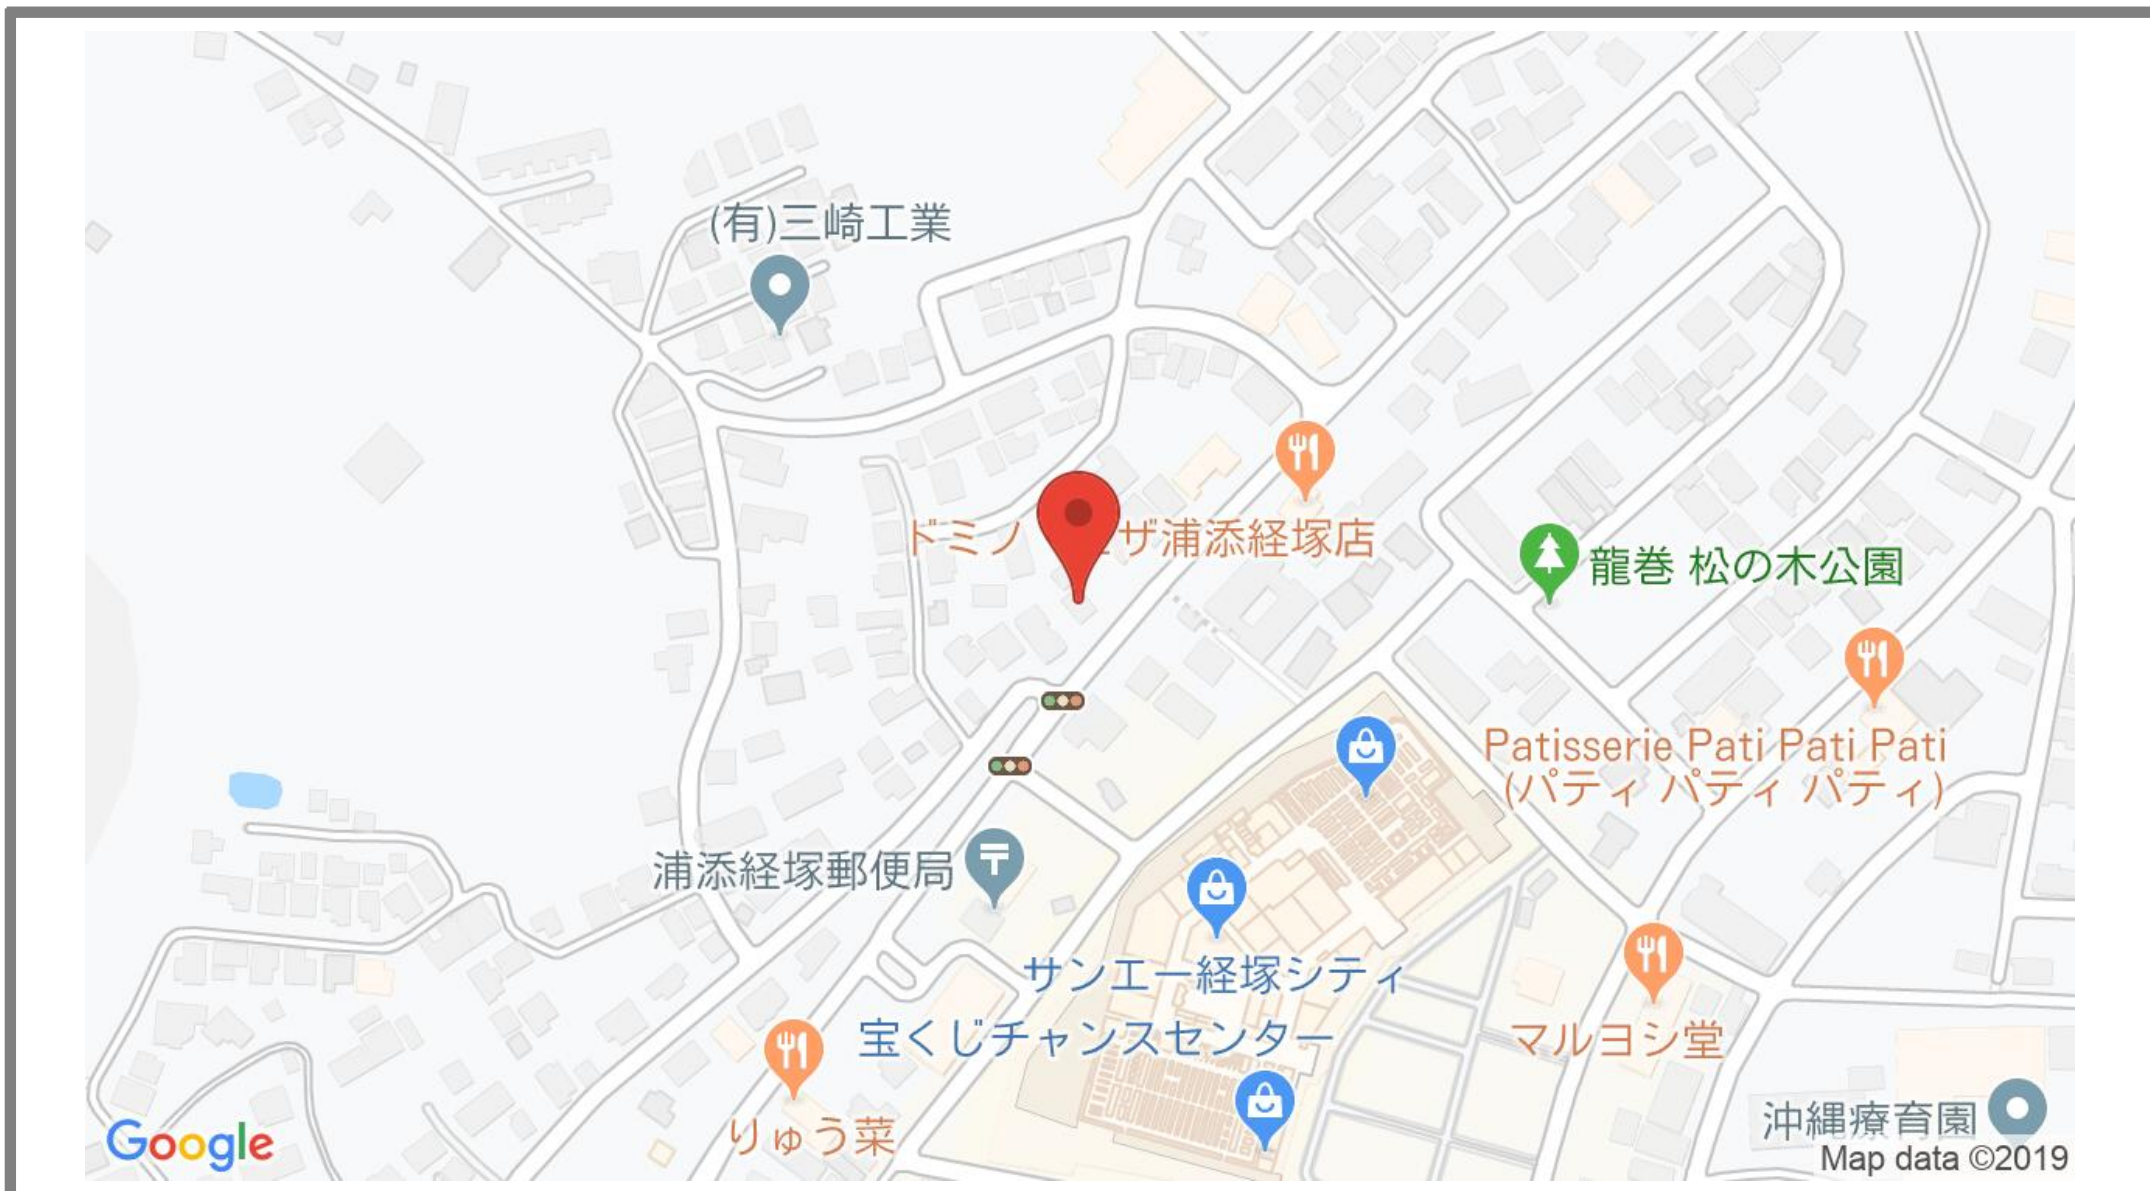 (有)三崎工業
ドミノ ザ浦添経塚店
龍巻 松の木公園
Patisserie Pati Pati Pati
(パティ パティ パティ)
浦添経塚郵便局
サンエー経塚シティ
宝くじチャンスセンター
マルヨシ堂
りゅう菜
沖縄療育園
Google
Map data ©2019